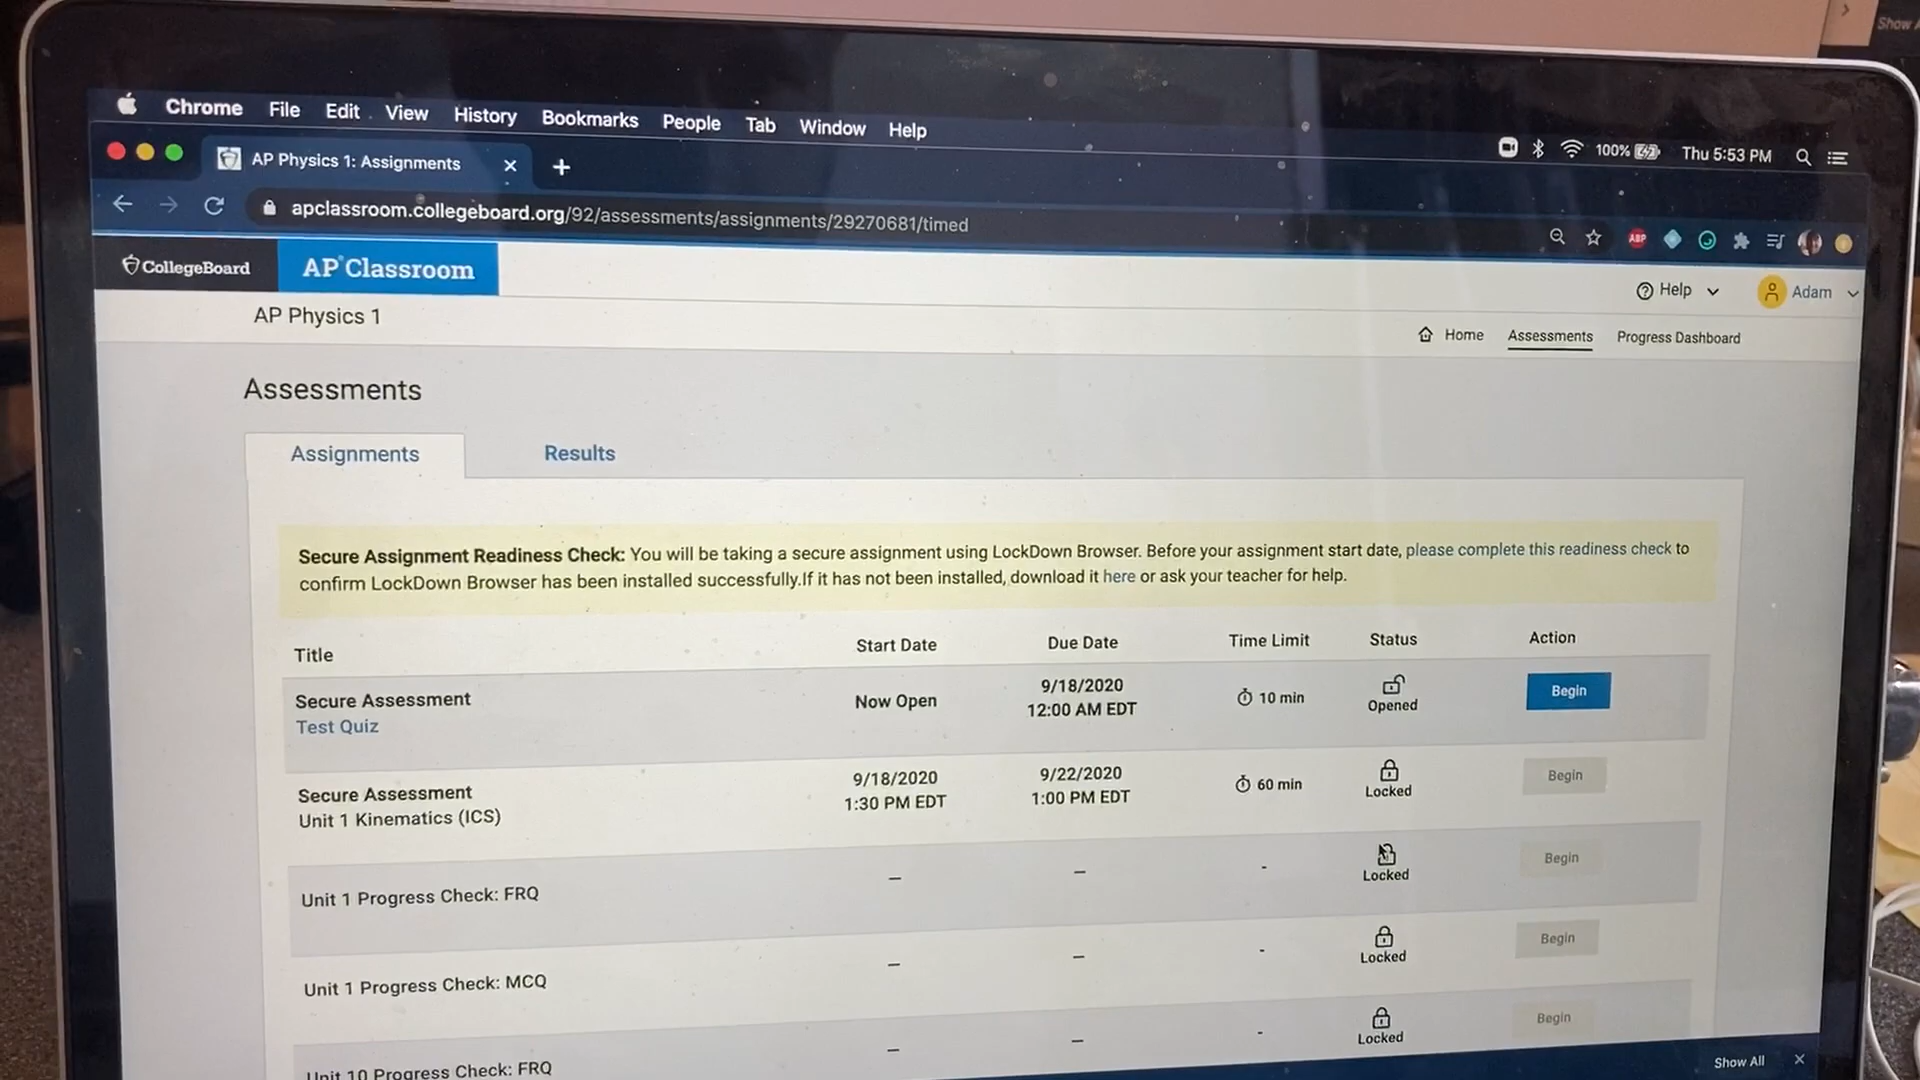 Show
Chrome File Edit View History Bookmarks People Tab Window Help
100% Thu 5:53 PM
AP Physics 1: Assignments
apclassroom.collegeboard.org/92/assessments/assignments/29270681/timed
ABP
CollegeBoard AP Classroom
Help Adam
AP Physics 1
Home Assessments Progress Dashboard
Assessments
Assignments Results
Secure Assignment Readiness Check: You will be taking a secure assignment using LockDown Browser. Before your assignment start date, please complete this readiness check to
confirm LockDown Browser has been installed successfully.If it has not been installed, download it here or ask your teacher for help.
Title Start Date Due Date Time Limit Status Action
Secure Assessment
Test Quiz
Now Open
9/18/2020
12:00 AM EDT
10 min
Opened
Begin
Secure Assessment
Unit 1 Kinematics (ICS)
9/18/2020
1:30 PM EDT
9/22/2020
1:00 PM EDT
60 min
Locked
Begin
Unit 1 Progress Check: FRQ – – - Locked Begin
Unit 1 Progress Check: MCQ – – - Locked Begin
Unit 10 Progress Check: FRQ – – - Locked Begin
Show All